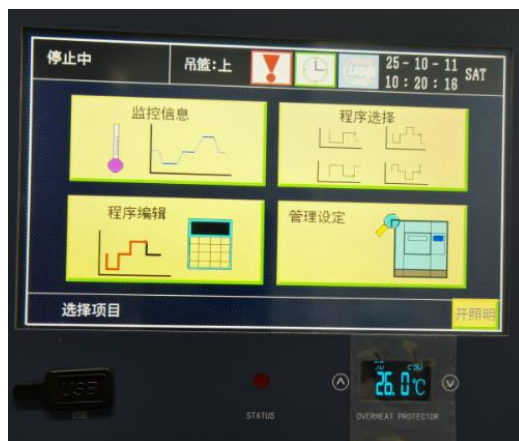 停止中
吊篮:上
25-10-11
10:20:16
SAT
监控信息
程序选择
程序编辑
管理设定
选择项目
开照明
USB
26.0℃
USB
STATUS
OVERHEAT PROTECTOR